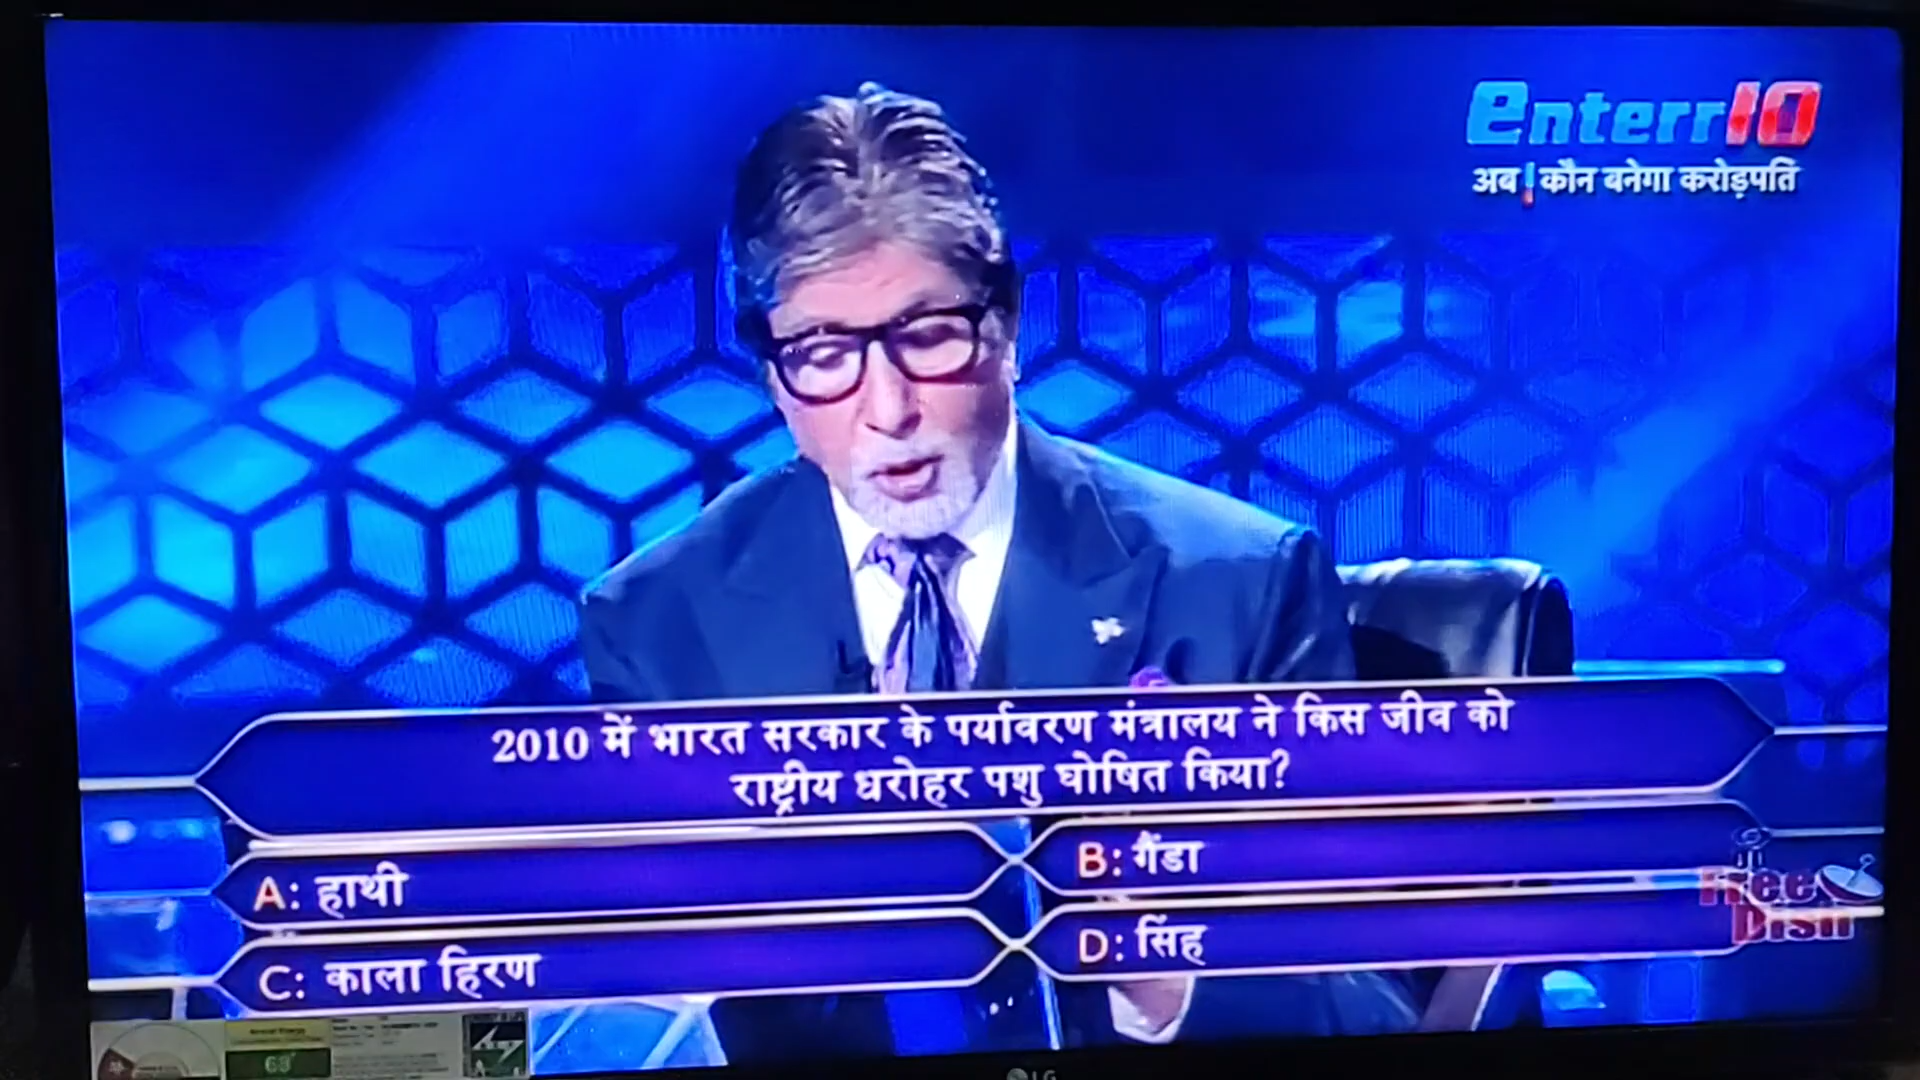 enterr10
अब कौन बनेगा करोड़पति
2010 में भारत सरकार के पर्यावरण मंत्रालय ने किस जीव को
राष्ट्रीय धरोहर पशु घोषित किया?
A: हाथी
B: गैंडा
C: काला हिरण
D: सिंह
Free
Dish
LG